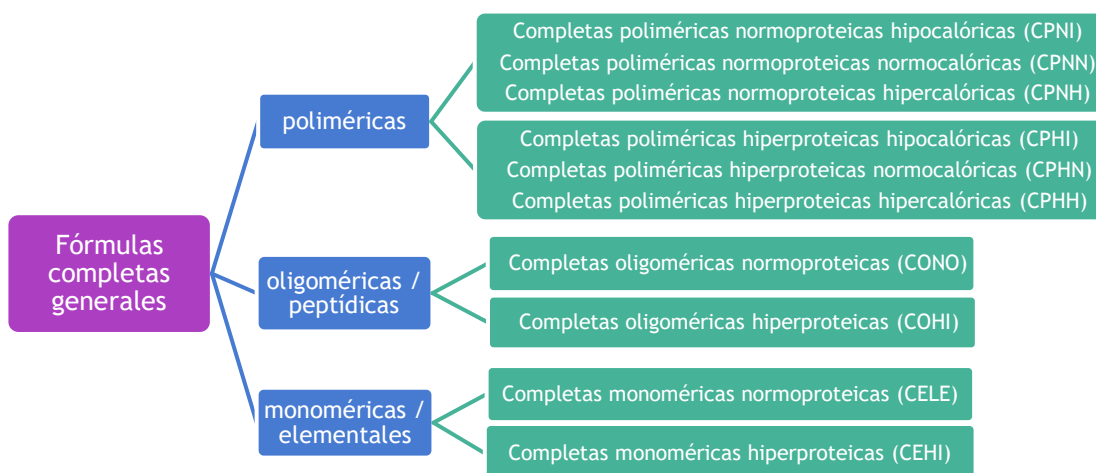 Fórmulas
completas
generales
poliméricas
Completas poliméricas normoproteicas hipocalóricas (CPNI)
Completas poliméricas normoproteicas normocalóricas (CPNN)
Completas poliméricas normoproteicas hipercalóricas (CPNH)
Completas poliméricas hiperproteicas hipocalóricas (CPHI)
Completas poliméricas hiperproteicas normocalóricas (CPHN)
Completas poliméricas hiperproteicas hipercalóricas (CPHH)
oligoméricas /
peptídicas
Completas oligoméricas normoproteicas (CONO)
Completas oligoméricas hiperproteicas (COHI)
monoméricas /
elementales
Completas monoméricas normoproteicas (CELE)
Completas monoméricas hiperproteicas (CEHI)